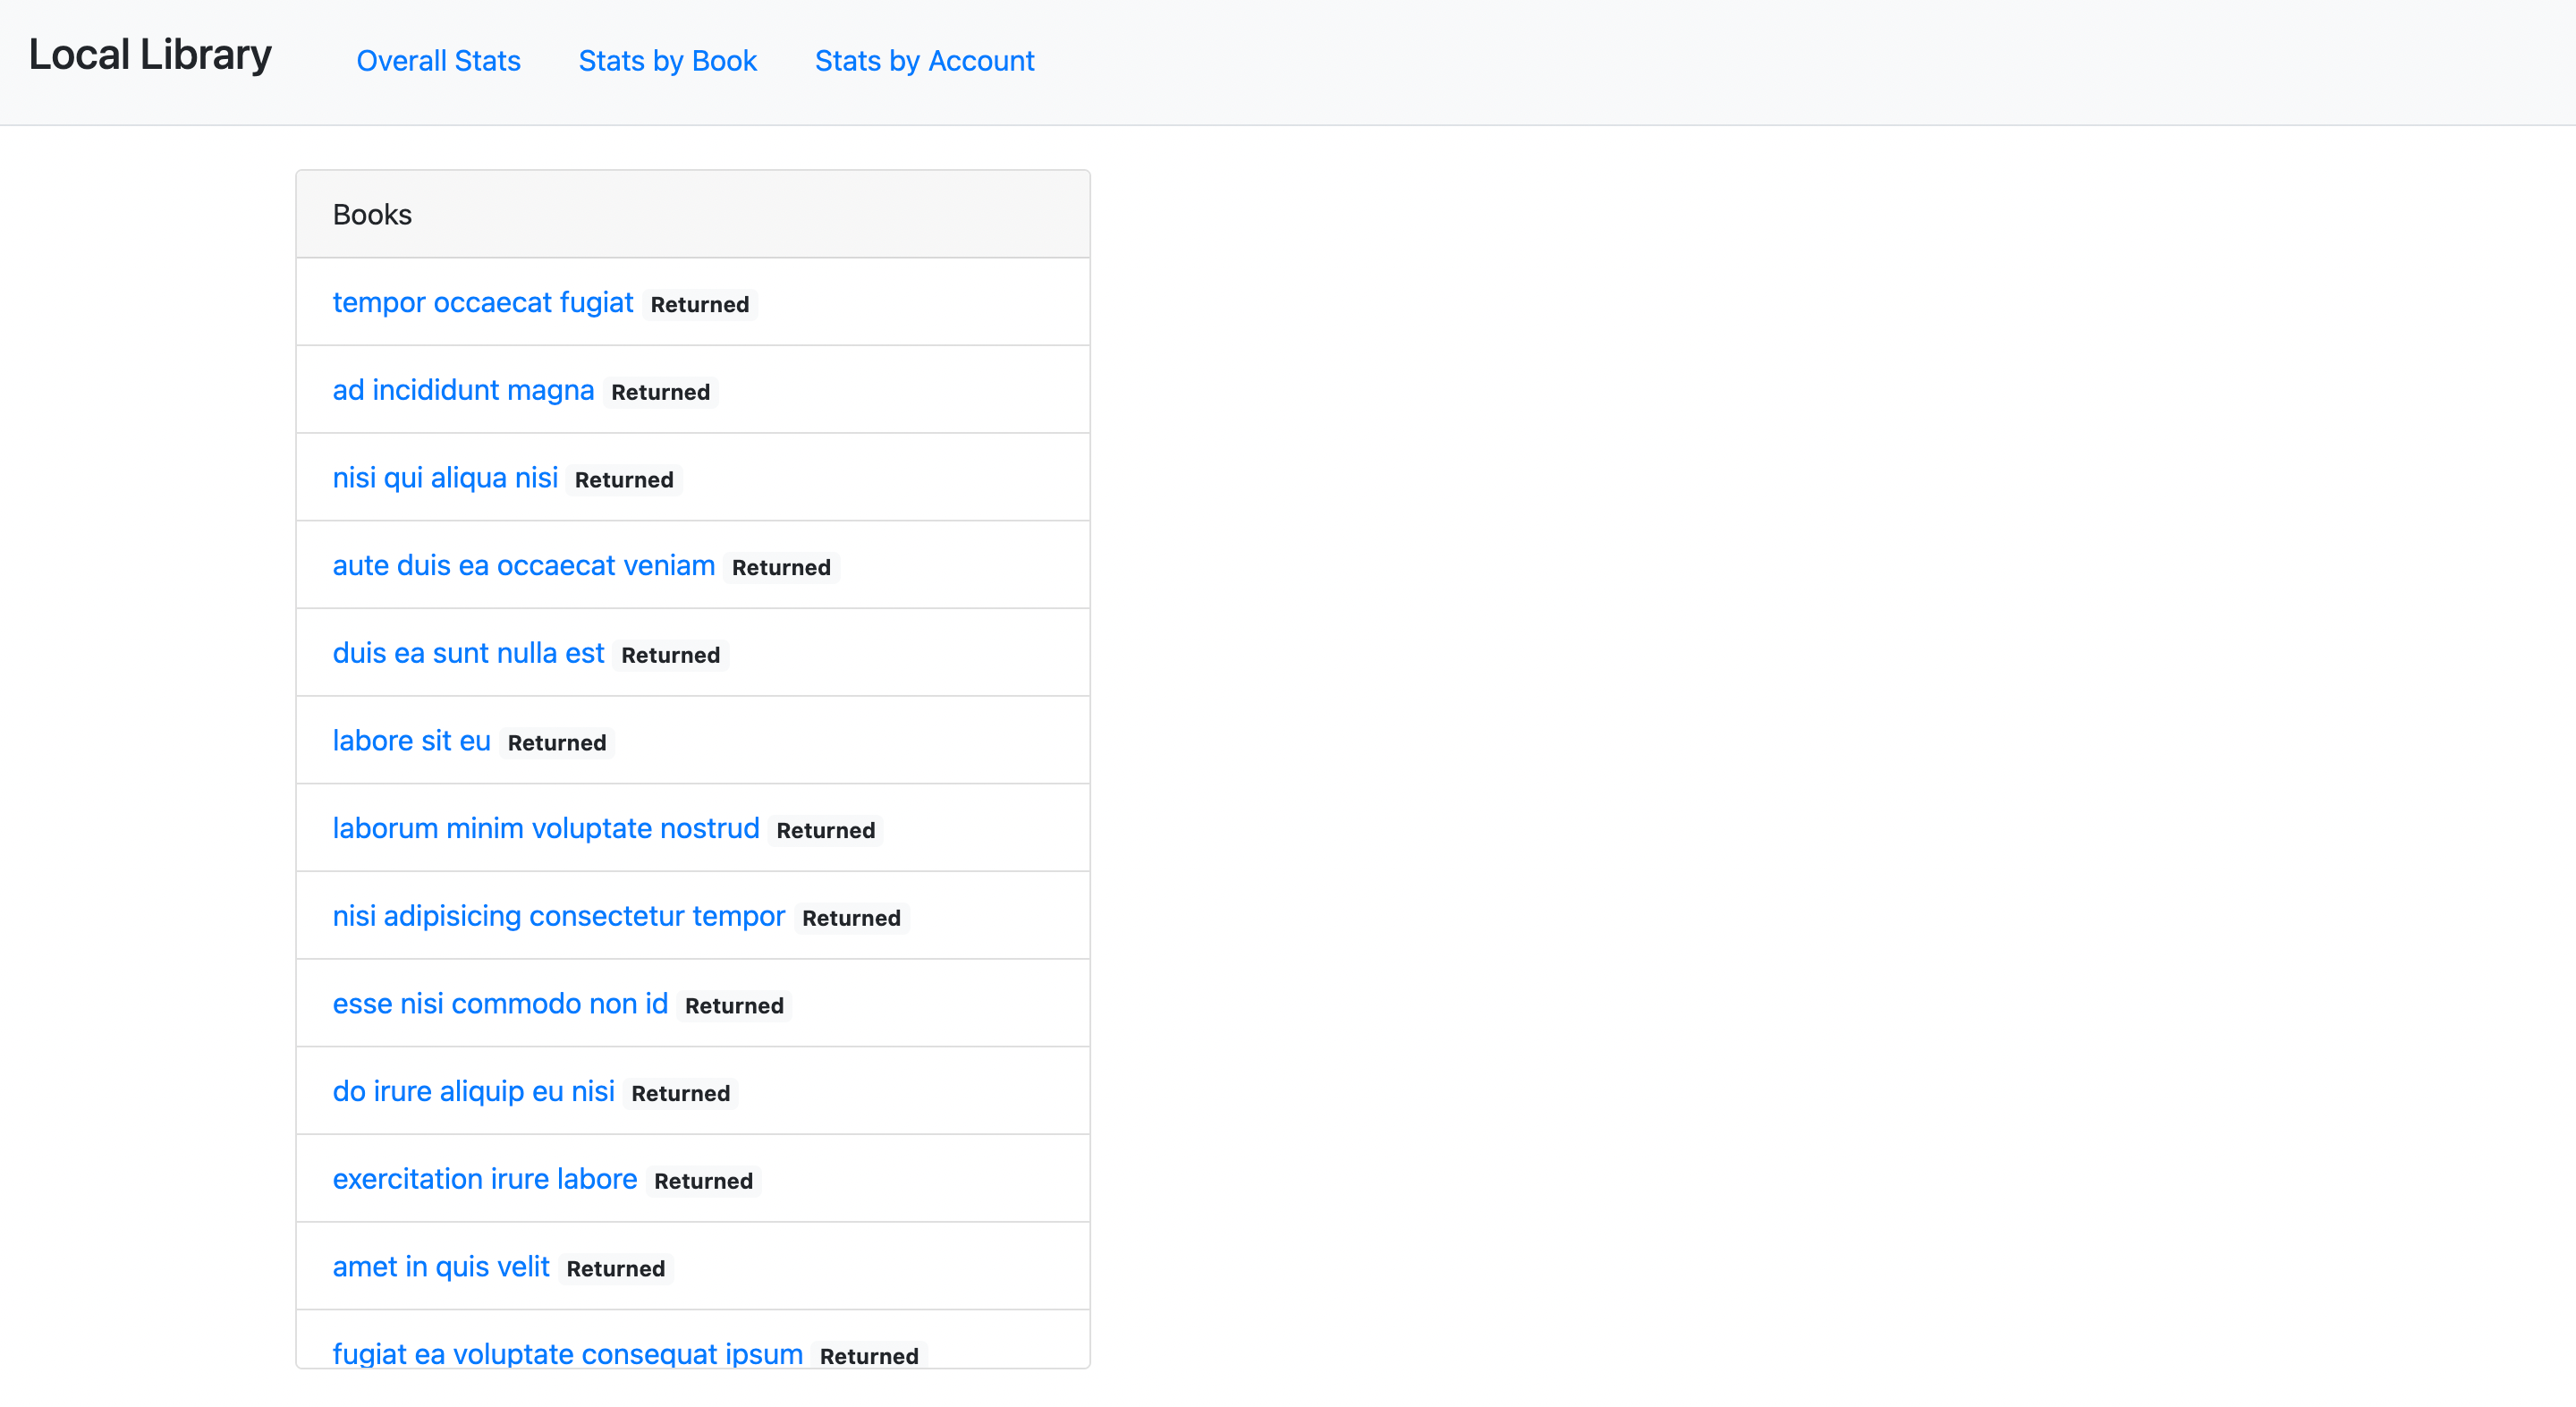 Local Library Overall Stats Stats by Book Stats by Account
Books
tempor occaecat fugiat Returned
ad incididunt magna Returned
nisi qui aliqua nisi Returned
aute duis ea occaecat veniam Returned
duis ea sunt nulla est Returned
labore sit eu Returned
laborum minim voluptate nostrud Returned
nisi adipisicing consectetur tempor Returned
esse nisi commodo non id Returned
do irure aliquip eu nisi Returned
exercitation irure labore Returned
amet in quis velit Returned
fugiat ea voluptate consequat ipsum Returned